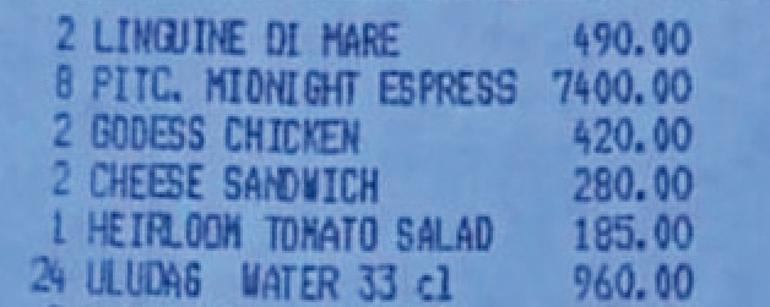 2 LINGUINE DI MARE 490.00
8 PITC. MIDNIGHT ESPRESS 7400.00
2 GODESS CHICKEN 420.00
2 CHEESE SANDWICH 280.00
1 HEIRLOOM TOMATO SALAD 185.00
24 ULUDAG WATER 33 cl 960.00